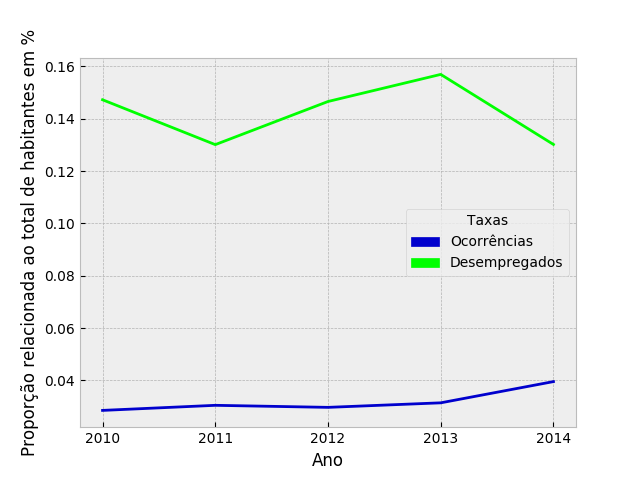 Proporção relacionada ao total de habitantes em %
0.16
0.14
0.12
0.10
0.08
0.06
0.04
Taxas
Ocorrências
Desempregados
2010 2011 2012 2013 2014
Ano